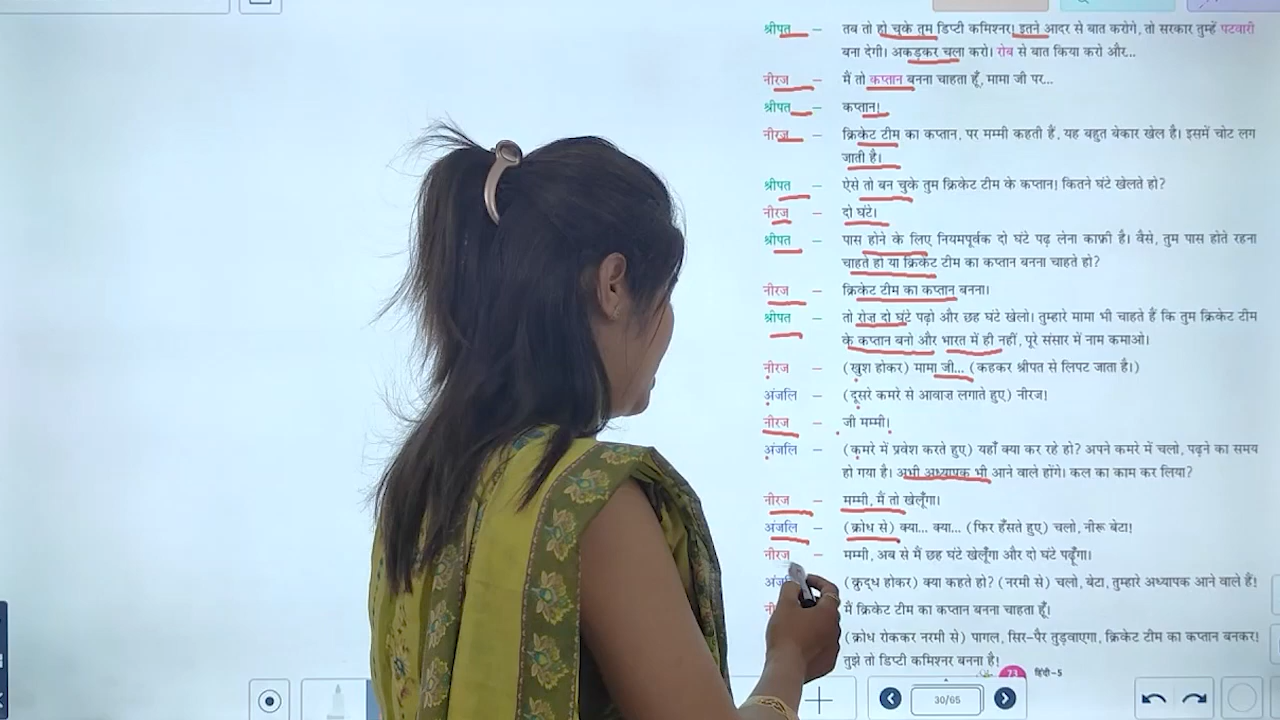 श्रीपत – तब तो हो चुके तुम डिप्टी कमिश्नर! इतने आदर से बात करोगे, तो सरकार तुम्हें पटवारी
बना देगी। अकड़कर चला करो। रोब से बात किया करो और...
नीरज – मैं तो कप्तान बनना चाहता हूँ, मामा जी पर...
श्रीपत – कप्तान!
नीरज – क्रिकेट टीम का कप्तान, पर मम्मी कहती हैं, यह बहुत बेकार खेल है। इसमें चोट लग
जाती है।
श्रीपत – ऐसे तो बन चुके तुम क्रिकेट टीम के कप्तान! कितने घंटे खेलते हो?
नीरज – दो घंटे।
श्रीपत – पास होने के लिए नियमपूर्वक दो घंटे पढ़ लेना काफ़ी है। वैसे, तुम पास होते रहना
चाहते हो या क्रिकेट टीम का कप्तान बनना चाहते हो?
नीरज – क्रिकेट टीम का कप्तान बनना।
श्रीपत – तो रोज़ दो घंटे पढ़ो और छह घंटे खेलो। तुम्हारे मामा भी चाहते हैं कि तुम क्रिकेट टीम
के कप्तान बनो और भारत में ही नहीं, पूरे संसार में नाम कमाओ।
नीरज – (खुश होकर) मामा जी... (कहकर श्रीपत से लिपट जाता है।)
अंजलि – (दूसरे कमरे से आवाज़ लगाते हुए) नीरज!
नीरज – जी मम्मी!
अंजलि – (कमरे में प्रवेश करते हुए) यहाँ क्या कर रहे हो? अपने कमरे में चलो, पढ़ने का समय
हो गया है। अभी अध्यापक भी आने वाले होंगे। कल का काम कर लिया?
नीरज – मम्मी, मैं तो खेलूँगा।
अंजलि – (क्रोध से) क्या... क्या... (फिर हँसते हुए) चलो, नीरू बेटा!
नीरज – मम्मी, अब से मैं छह घंटे खेलूँगा और दो घंटे पढ़ूँगा।
(क्रुद्ध होकर) क्या कहते हो? (नरमी से) चलो, बेटा, तुम्हारे अध्यापक आने वाले हैं!
मैं क्रिकेट टीम का कप्तान बनना चाहता हूँ!
(क्रोध रोककर नरमी से) पागल, सिर-पैर तुड़वाएगा, क्रिकेट टीम का कप्तान बनकर!
तुझे तो डिप्टी कमिश्नर बनना है!
73 हिंदी-5
30/65